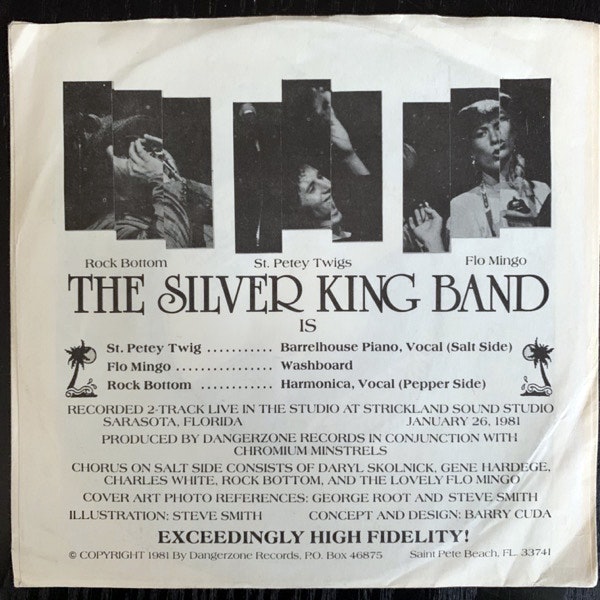 Rock Bottom St. Petey Twigs Flo Mingo
THE SILVER KING BAND
IS
St. Petey Twig ........... Barrelhouse Piano, Vocal (Salt Side)
Flo Mingo ................. Washboard
Rock Bottom ............ Harmonica, Vocal (Pepper Side)
RECORDED 2-TRACK LIVE IN THE STUDIO AT STRICKLAND SOUND STUDIO
SARASOTA, FLORIDA JANUARY 26, 1981
PRODUCED BY DANGERZONE RECORDS IN CONJUNCTION WITH
CHROMIUM MINSTRELS
CHORUS ON SALT SIDE CONSISTS OF DARYL SKOLNICK, GENE HARDEGE,
CHARLES WHITE, ROCK BOTTOM, AND THE LOVELY FLO MINGO
COVER ART PHOTO REFERENCES: GEORGE ROOT AND STEVE SMITH
ILLUSTRATION: STEVE SMITH CONCEPT AND DESIGN: BARRY CUDA
EXCEEDINGLY HIGH FIDELITY!
© COPYRIGHT 1981 By Dangerzone Records, P.O. Box 46875 Saint Pete Beach, FL. 33741